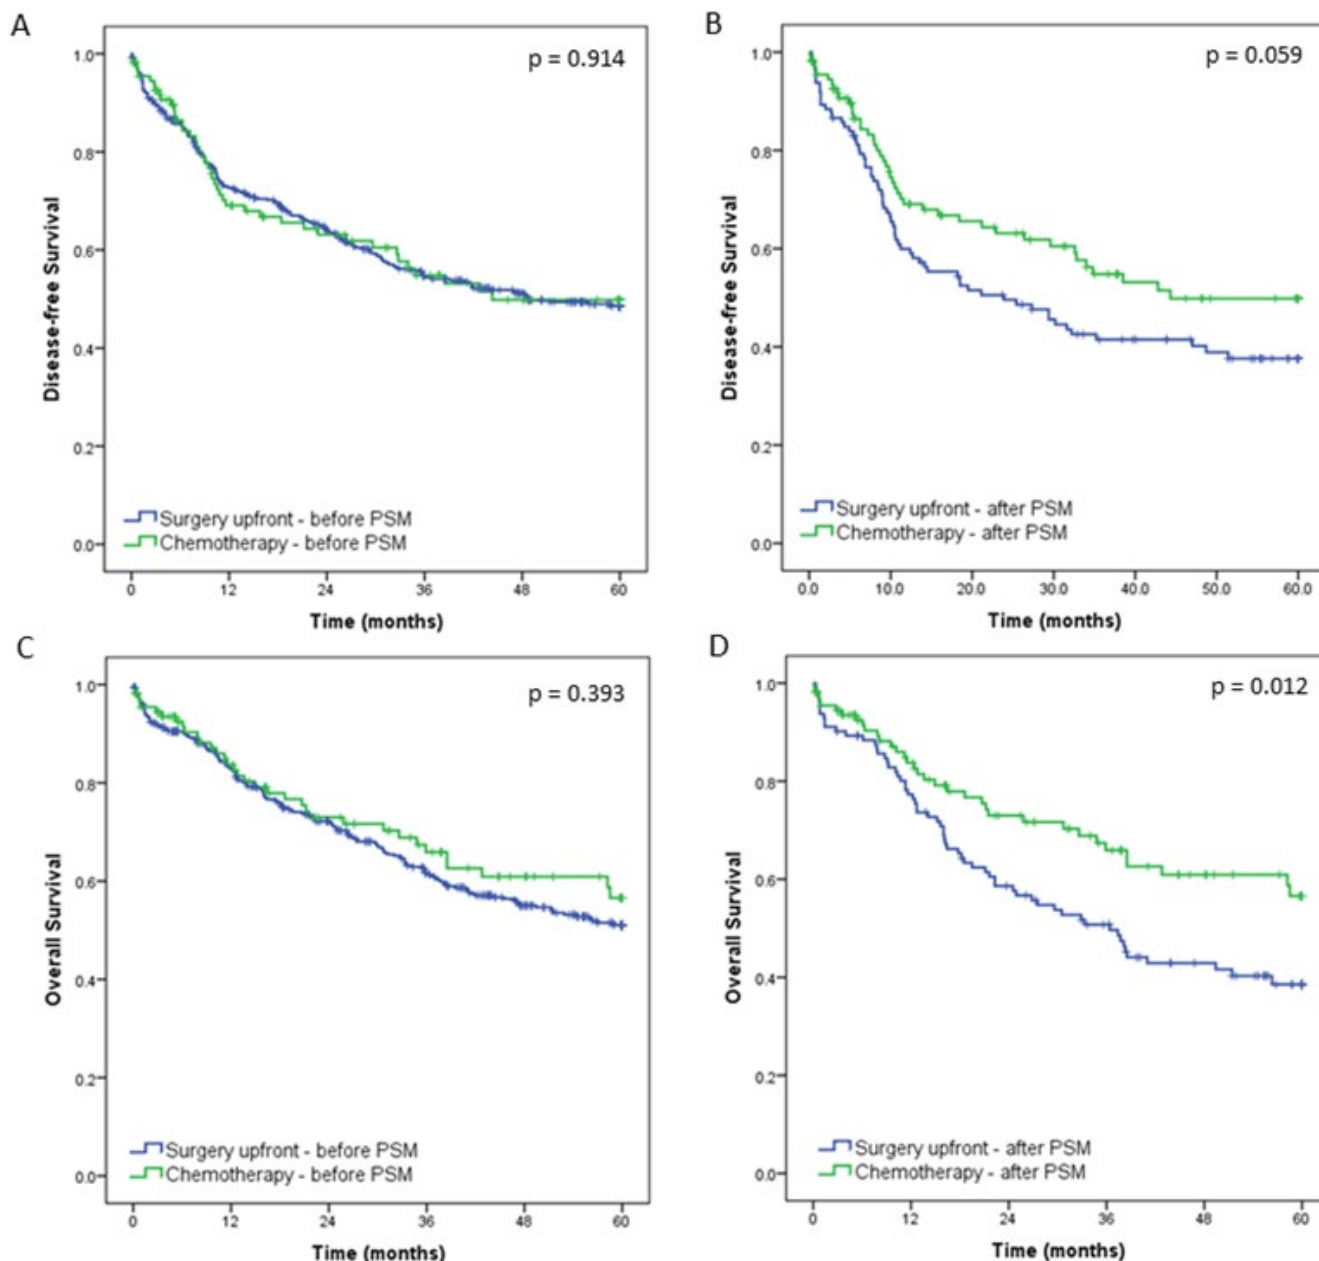 A
p = 0.914
1.0
0.8
0.6
0.4
0.2
0.0
Disease-free Survival
Surgery upfront - before PSM
Chemotherapy - before PSM
0 12 24 36 48 60
Time (months)
B
p = 0.059
1.0
0.8
0.6
0.4
0.2
0.0
Disease-free Survival
Surgery upfront - after PSM
Chemotherapy - after PSM
0.0 10.0 20.0 30.0 40.0 50.0 60.0
Time (months)
C
p = 0.393
1.0
0.8
0.6
0.4
0.2
0.0
Overall Survival
Surgery upfront - before PSM
Chemotherapy - before PSM
0 12 24 36 48 60
Time (months)
D
p = 0.012
1.0
0.8
0.6
0.4
0.2
0.0
Overall Survival
Surgery upfront - after PSM
Chemotherapy - after PSM
0 12 24 36 48 60
Time (months)